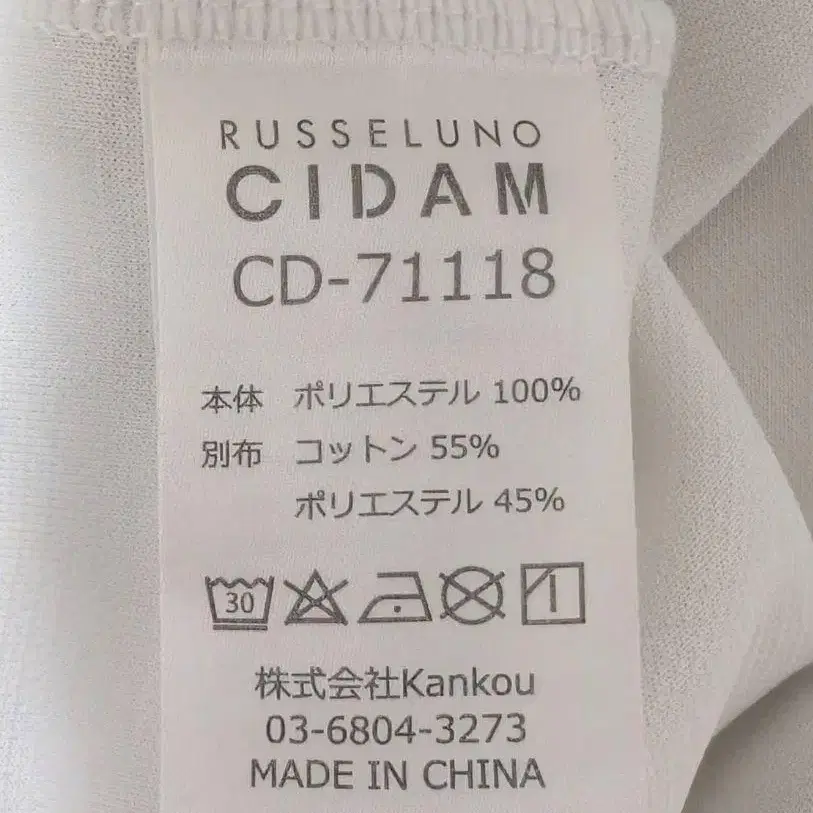 RUSSELUNO
CIDAM
CD-71118
本体 ポリエステル 100%
別布 コットン 55%
ポリエステル 45%
30
株式会社Kankou
03-6804-3273
MADE IN CHINA